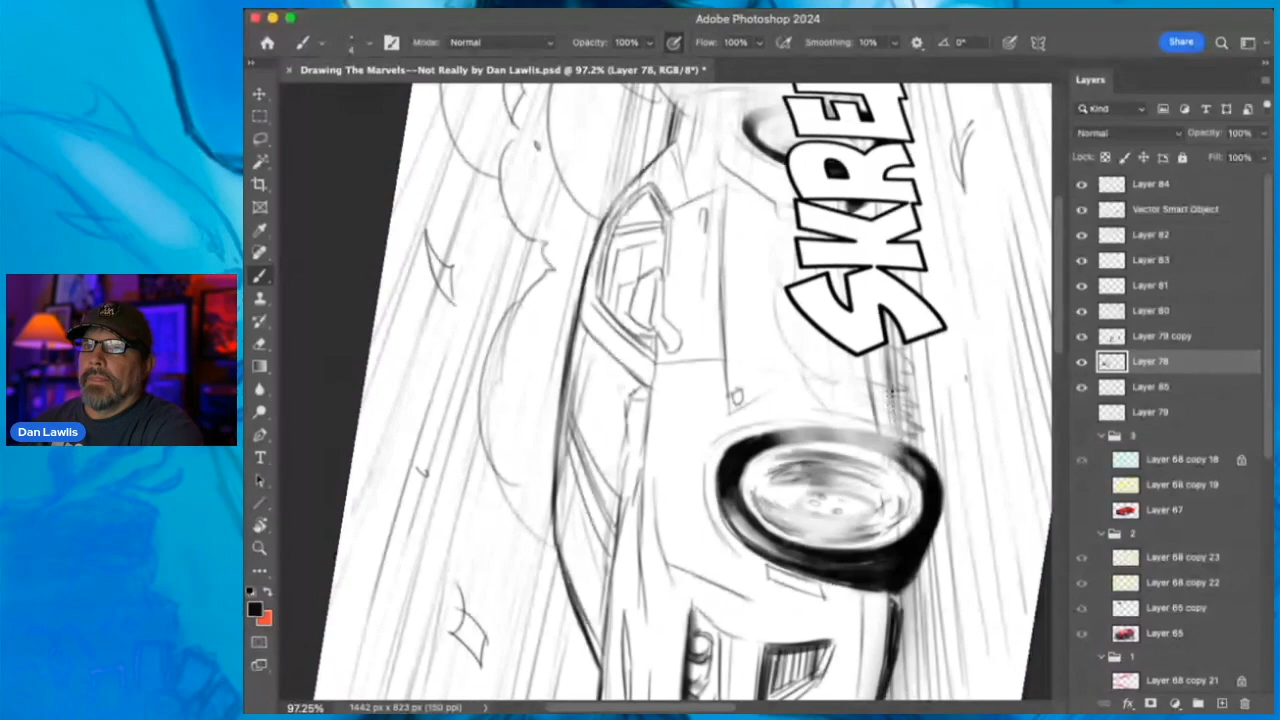 Adobe Photoshop 2024
4 Mode: Normal Opacity: 100% Flow: 100% Smoothing: 10% 0° Share
× Drawing The Marvels--Not Really by Dan Lawlis.psd @ 97.2% (Layer 78, RGB/8*) *
Layers
Kind
Normal Opacity: 100%
Lock: Fill: 100%
Layer 84
Vector Smart Object
Layer 82
Layer 83
Layer 81
Layer 80
Layer 79 copy
Layer 78
Layer 85
Layer 79
3
Layer 68 copy 18
Layer 68 copy 19
Layer 67
2
Layer 68 copy 23
Layer 68 copy 22
Layer 65 copy
Layer 65
1
Layer 68 copy 21
SKRE
Dan Lawlis
97.25% 1442 px x 823 px (150 ppi)